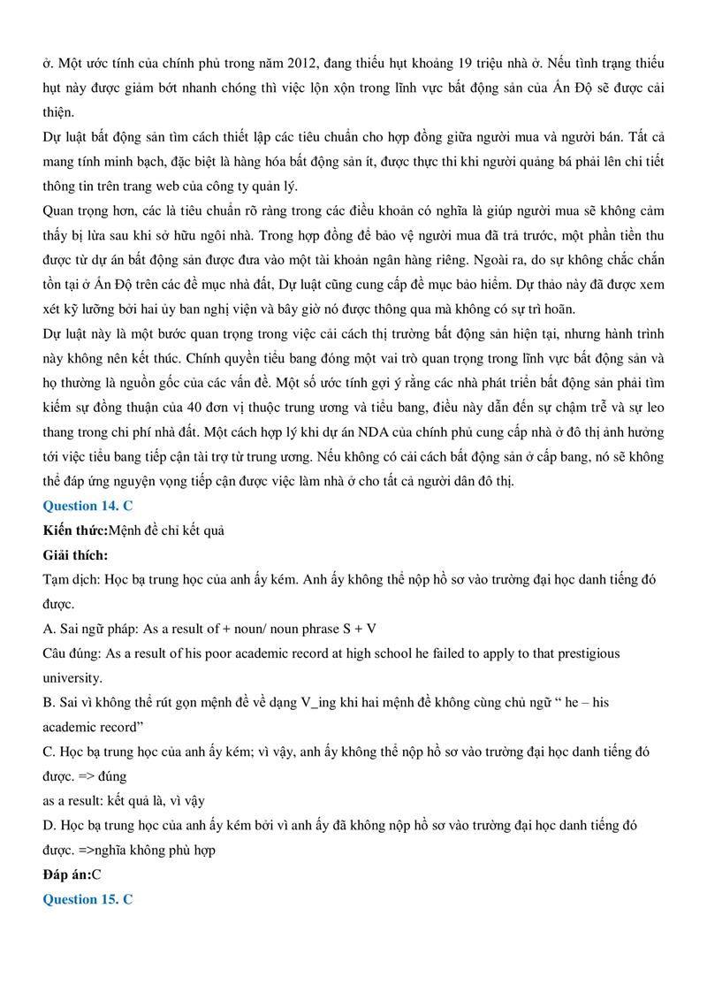 ở. Một ước tính của chính phủ trong năm 2012, đang thiếu hụt khoảng 19 triệu nhà ở. Nếu tình trạng thiếu
hụt này được giảm bớt nhanh chóng thì việc lộn xộn trong lĩnh vực bất động sản của Ấn Độ sẽ được cải
thiện.
Dự luật bất động sản tìm cách thiết lập các tiêu chuẩn cho hợp đồng giữa người mua và người bán. Tất cả
mang tính minh bạch, đặc biệt là hàng hóa bất động sản ít, được thực thi khi người quảng bá phải lên chi tiết
thông tin trên trang web của công ty quản lý.
Quan trọng hơn, các là tiêu chuẩn rõ ràng trong các điều khoản có nghĩa là giúp người mua sẽ không cảm
thấy bị lừa sau khi sở hữu ngôi nhà. Trong hợp đồng để bảo vệ người mua đã trả trước, một phần tiền thu
được từ dự án bất động sản được đưa vào một tài khoản ngân hàng riêng. Ngoài ra, do sự không chắc chắn
tồn tại ở Ấn Độ trên các đề mục nhà đất, Dự luật cũng cung cấp đề mục bảo hiểm. Dự thảo này đã được xem
xét kỹ lưỡng bởi hai ủy ban nghị viện và bây giờ nó được thông qua mà không có sự trì hoãn.
Dự luật này là một bước quan trọng trong việc cải cách thị trường bất động sản hiện tại, nhưng hành trình
này không nên kết thúc. Chính quyền tiểu bang đóng một vai trò quan trọng trong lĩnh vực bất động sản và
họ thường là nguồn gốc của các vấn đề. Một số ước tính gợi ý rằng các nhà phát triển bất động sản phải tìm
kiếm sự đồng thuận của 40 đơn vị thuộc trung ương và tiểu bang, điều này dẫn đến sự chậm trễ và sự leo
thang trong chi phí nhà đất. Một cách hợp lý khi dự án NDA của chính phủ cung cấp nhà ở đô thị ảnh hưởng
tới việc tiểu bang tiếp cận tài trợ từ trung ương. Nếu không có cải cách bất động sản ở cấp bang, nó sẽ không
thể đáp ứng nguyện vọng tiếp cận được việc làm nhà ở cho tất cả người dân đô thị.
Question 14. C
Kiến thức:Mệnh đề chỉ kết quả
Giải thích:
Tạm dịch: Học bạ trung học của anh ấy kém. Anh ấy không thể nộp hồ sơ vào trường đại học danh tiếng đó
được.
A. Sai ngữ pháp: As a result of + noun/ noun phrase S + V
Câu đúng: As a result of his poor academic record at high school he failed to apply to that prestigious
university.
B. Sai vì không thể rút gọn mệnh đề về dạng V_ing khi hai mệnh đề không cùng chủ ngữ “ he – his
academic record”
C. Học bạ trung học của anh ấy kém; vì vậy, anh ấy không thể nộp hồ sơ vào trường đại học danh tiếng đó
được. => đúng
as a result: kết quả là, vì vậy
D. Học bạ trung học của anh ấy kém bởi vì anh ấy đã không nộp hồ sơ vào trường đại học danh tiếng đó
được. =>nghĩa không phù hợp
Đáp án:C
Question 15. C